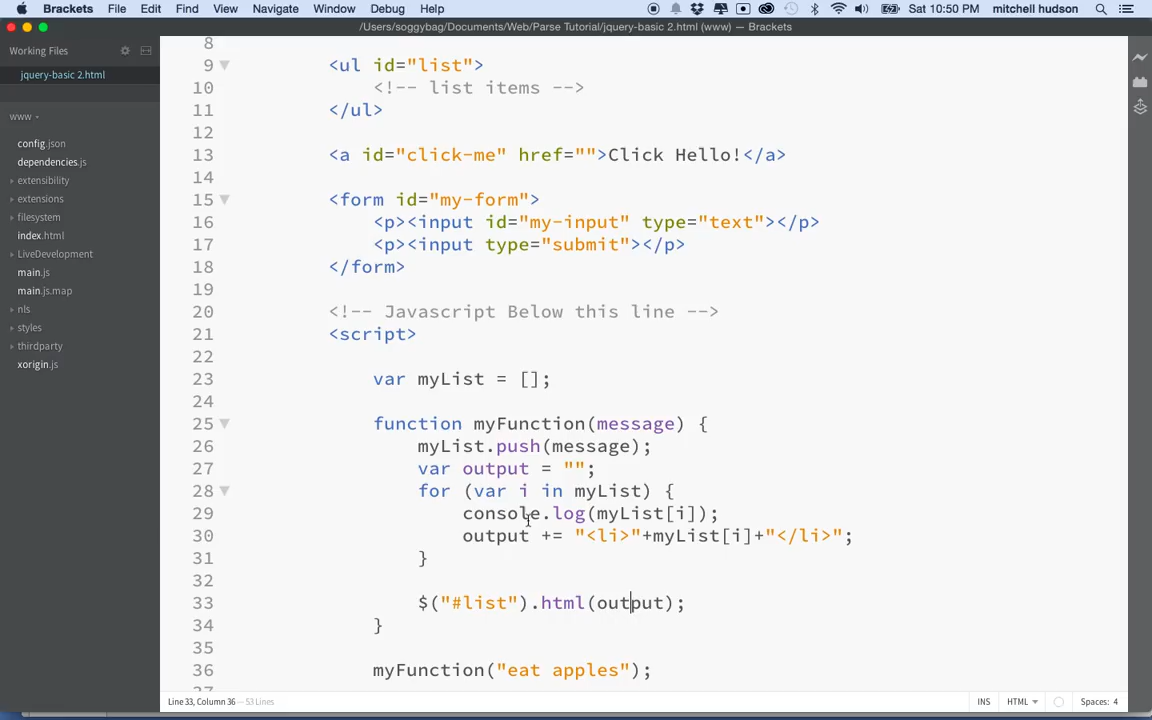 Brackets File Edit Find View Navigate Window Debug Help Sat 10:50 PM mitchell hudson
/Users/soggybag/Documents/Web/Parse Tutorial/jquery-basic 2.html (www) — Brackets
Working Files
jquery-basic 2.html
www
config.json
dependencies.js
extensibility
extensions
filesystem
index.html
LiveDevelopment
main.js
main.js.map
nls
styles
thirdparty
xorigin.js
8
9 <ul id="list">
10 <!-- list items -->
11 </ul>
12
13 <a id="click-me" href="">Click Hello!</a>
14
15 <form id="my-form">
16 <p><input id="my-input" type="text"></p>
17 <p><input type="submit"></p>
18 </form>
19
20 <!-- Javascript Below this line -->
21 <script>
22
23 var myList = [];
24
25 function myFunction(message) {
26 myList.push(message);
27 var output = "";
28 for (var i in myList) {
29 console.log(myList[i]);
30 output += "<li>"+myList[i]+"</li>";
31 }
32
33 $("#list").html(output);
34 }
35
36 myFunction("eat apples");
Line 33, Column 36 — 53 Lines INS HTML Spaces: 4